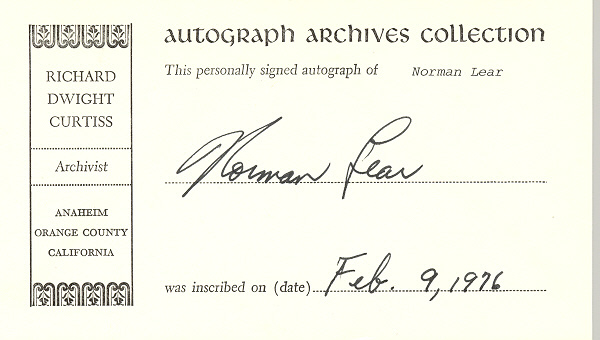 AUTOGRAPH ARCHIVES COLLECTION
This personally signed autograph of Norman Lear
RICHARD
DWIGHT
CURTISS
Archivist
ANAHEIM
ORANGE COUNTY
CALIFORNIA
Norman Lear
was inscribed on (date) Feb. 9, 1976